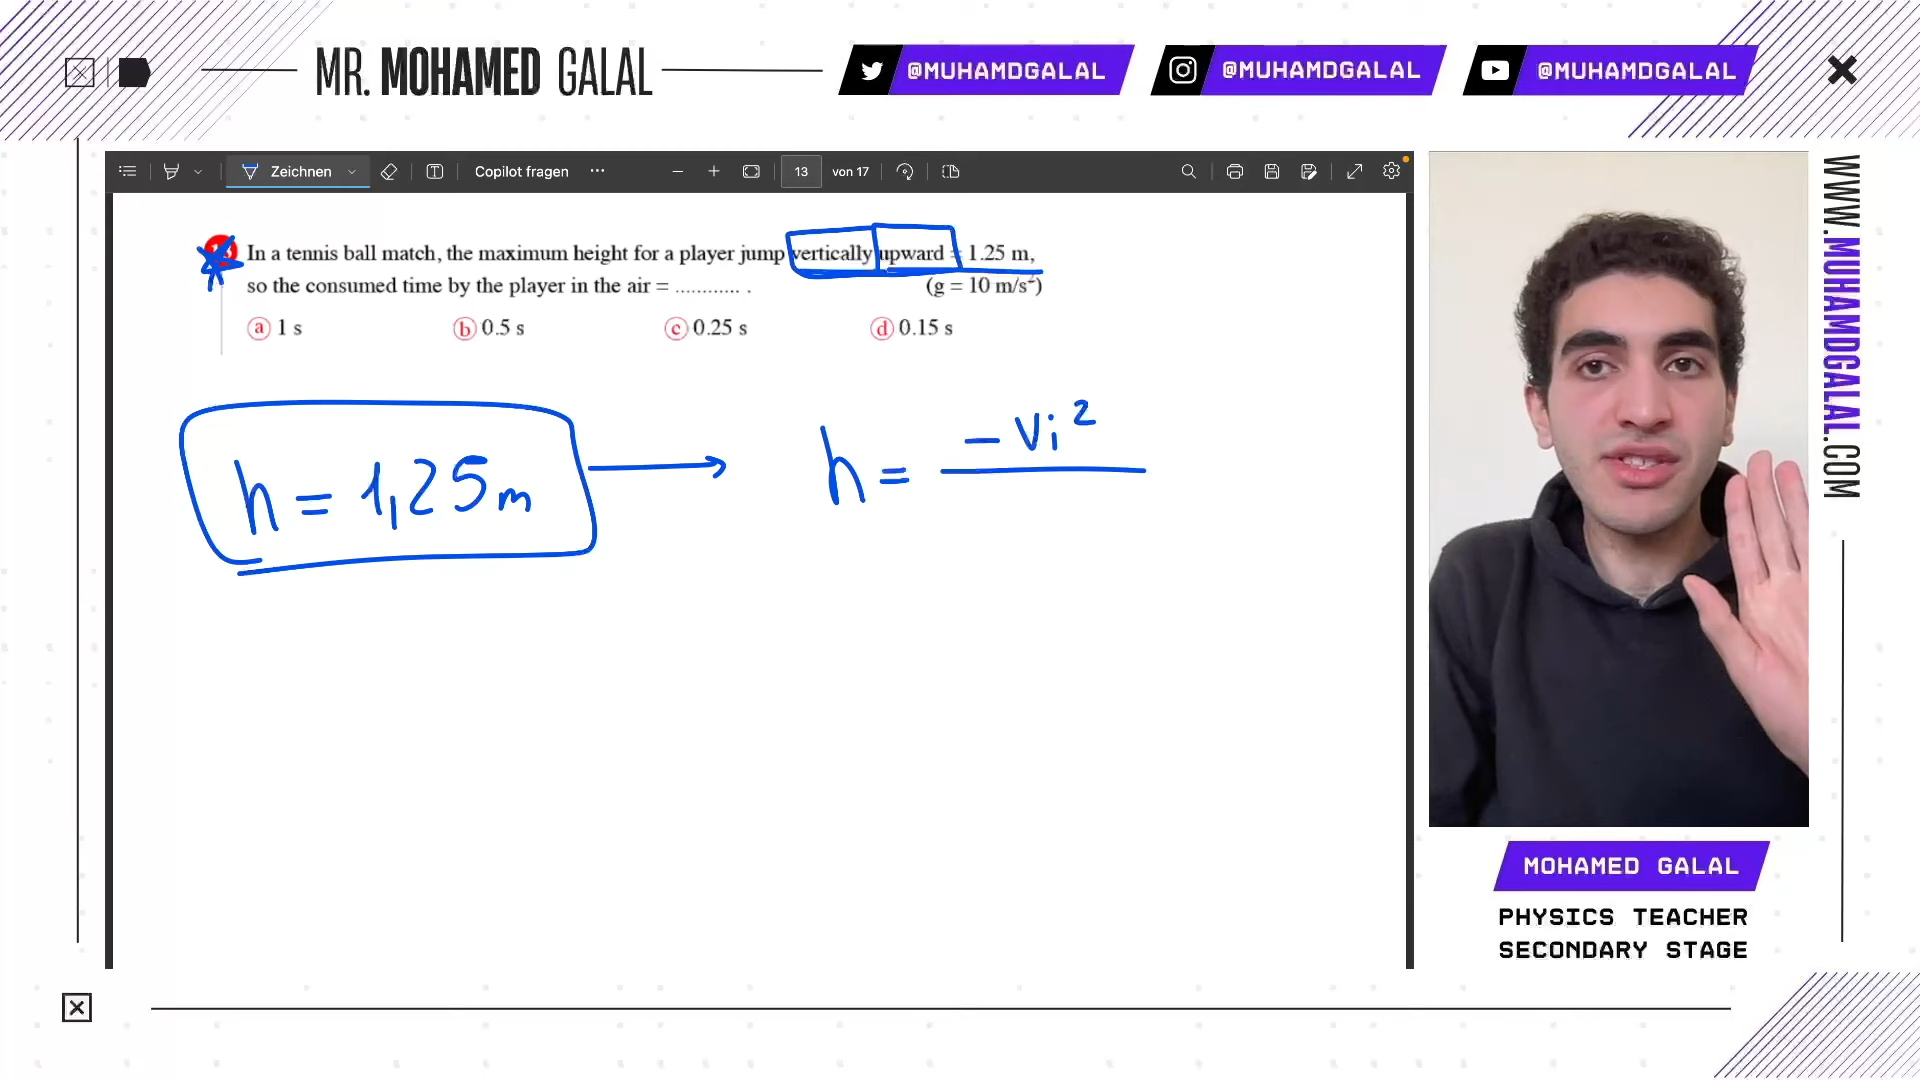 MR. MOHAMED GALAL
@MUHAMDGALAL
@MUHAMDGALAL
@MUHAMDGALAL
Zeichnen
Copilot fragen
13
von 17
In a tennis ball match, the maximum height for a player jump vertically upward = 1.25 m,
so the consumed time by the player in the air = ............ .
(g = 10 m/s²)
a 1 s
b 0.5 s
c 0.25 s
d 0.15 s
h = 1,25 m
h = - Vi²
WWW.MUHAMDGALAL.COM
MOHAMED GALAL
PHYSICS TEACHER
SECONDARY STAGE